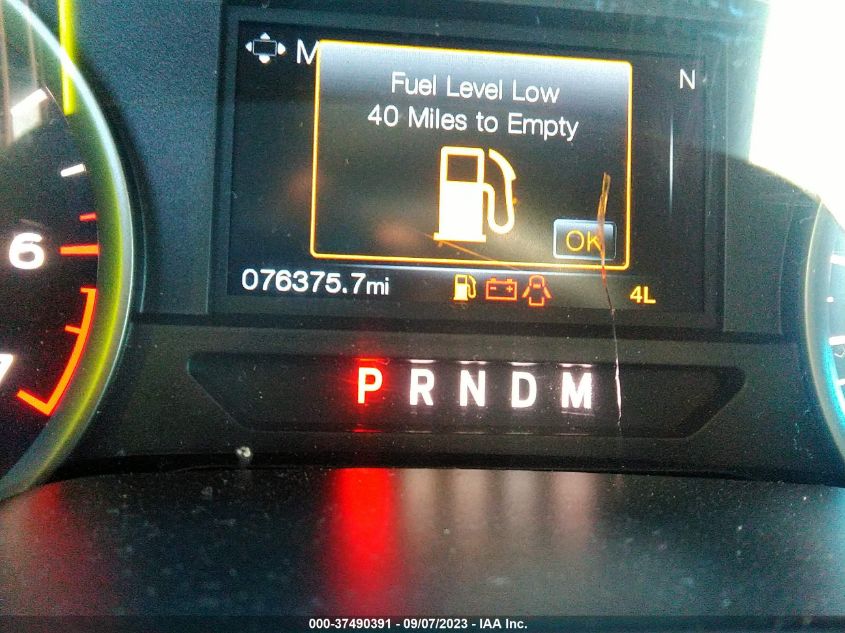 M
N
Fuel Level Low
40 Miles to Empty
OK
6
076375.7mi
4L
7
P R N D M
000-37490391 - 09/07/2023 - IAA Inc.